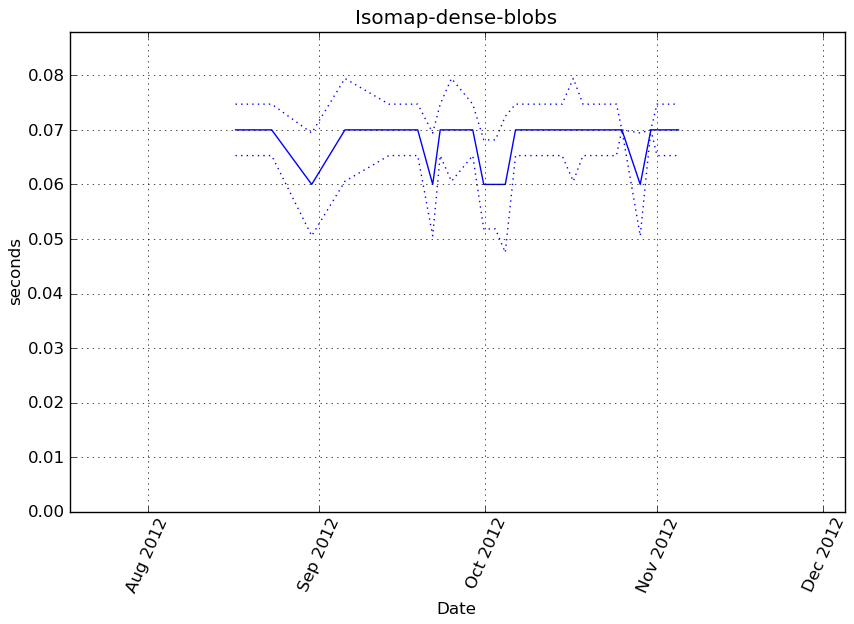 Isomap-dense-blobs
0.08
0.07
0.06
0.05
0.04
0.03
0.02
0.01
0.00
seconds
Aug 2012
Sep 2012
Oct 2012
Nov 2012
Dec 2012
Date